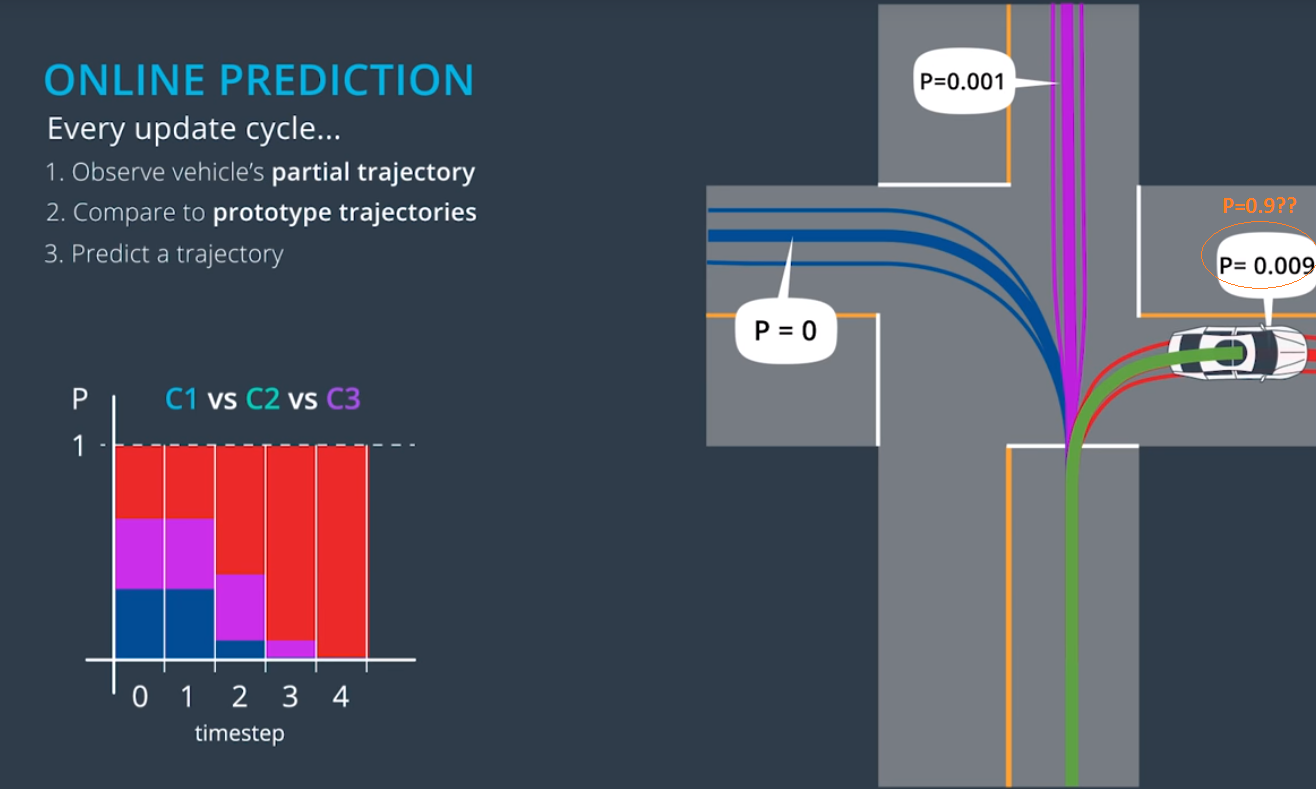 ONLINE PREDICTION
Every update cycle...
1. Observe vehicle's partial trajectory
2. Compare to prototype trajectories
3. Predict a trajectory
P
C1 vs C2 vs C3
1
0 1 2 3 4
timestep
P=0.001
P=0.9??
P= 0.009
P = 0